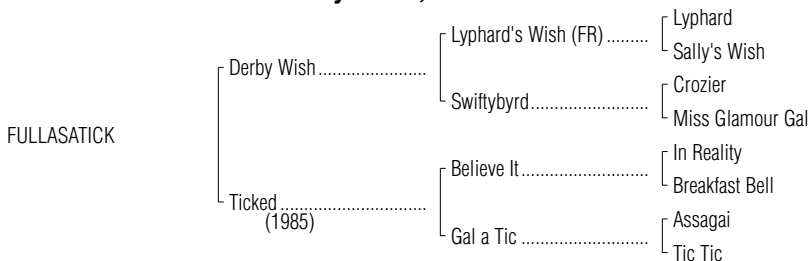 Lyphard
Lyphard's Wish (FR) .........
Sally's Wish
Derby Wish.......................
Crozier
Swiftybyrd.........................
Miss Glamour Gal
FULLASATICK
In Reality
Believe It...........................
Breakfast Bell
Ticked ...............................
(1985)
Assagai
Gal a Tic ...........................
Tic Tic